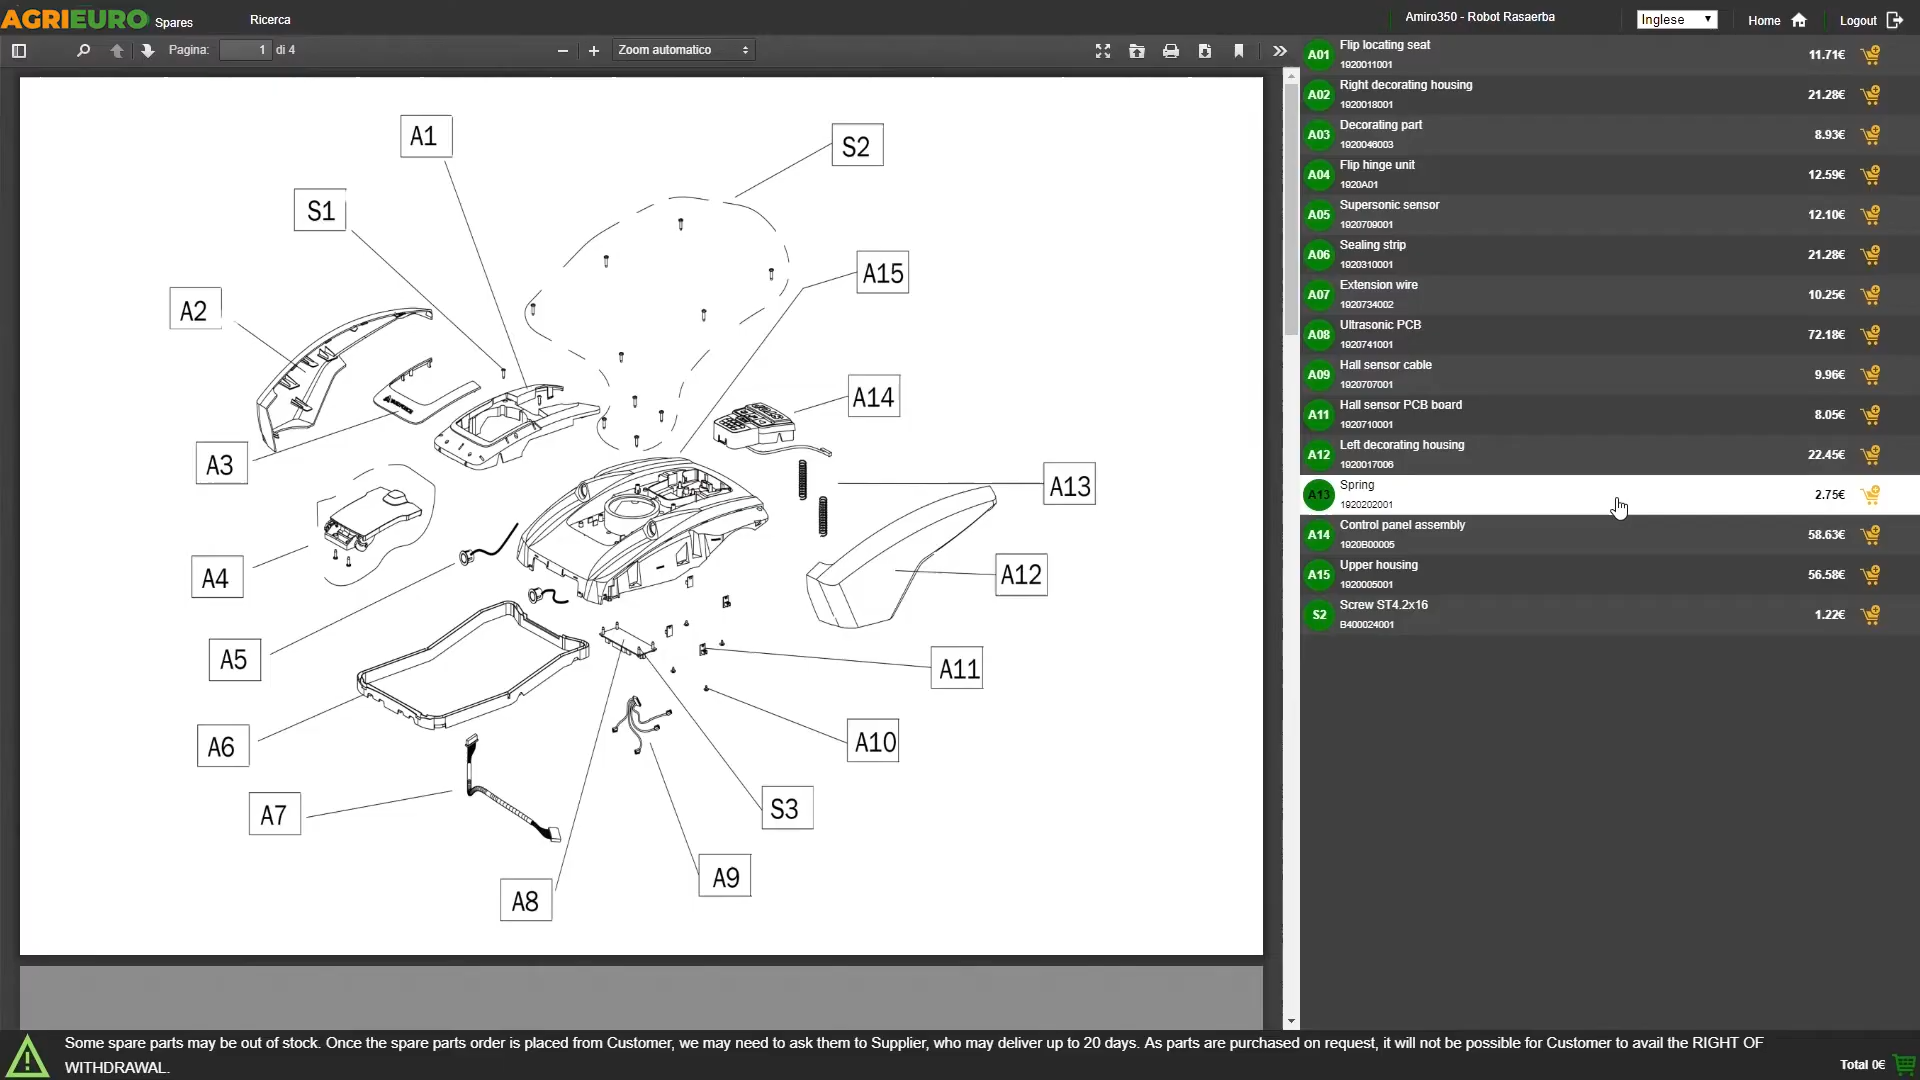 AGRIEURO Spares
Ricerca
Amiro350 - Robot Rasaerba
Inglese
Home
Logout
Pagina: 1 di 4
Zoom automatico
A1
S2
S1
A15
A2
A14
A3
A13
A4
A12
A5
A11
A6
A10
A7
S3
A9
A8
A01 Flip locating seat 11.71€
1920011001
A02 Right decorating housing 21.28€
1920018001
A03 Decorating part 8.93€
1920046003
A04 Flip hinge unit 12.59€
1920A01
A05 Supersonic sensor 12.10€
1920709001
A06 Sealing strip 21.28€
1920310001
A07 Extension wire 10.25€
1920734002
A08 Ultrasonic PCB 72.18€
1920741001
A09 Hall sensor cable 9.96€
1920707001
A11 Hall sensor PCB board 8.05€
1920710001
A12 Left decorating housing 22.45€
1920017006
A13 Spring 2.75€
1920202001
A14 Control panel assembly 58.63€
1920B00005
A15 Upper housing 56.58€
1920005001
S2 Screw ST4.2x16 1.22€
B400024001
Some spare parts may be out of stock. Once the spare parts order is placed from Customer, we may need to ask them to Supplier, who may deliver up to 20 days. As parts are purchased on request, it will not be possible for Customer to avail the RIGHT OF
WITHDRAWAL.
Total 0€